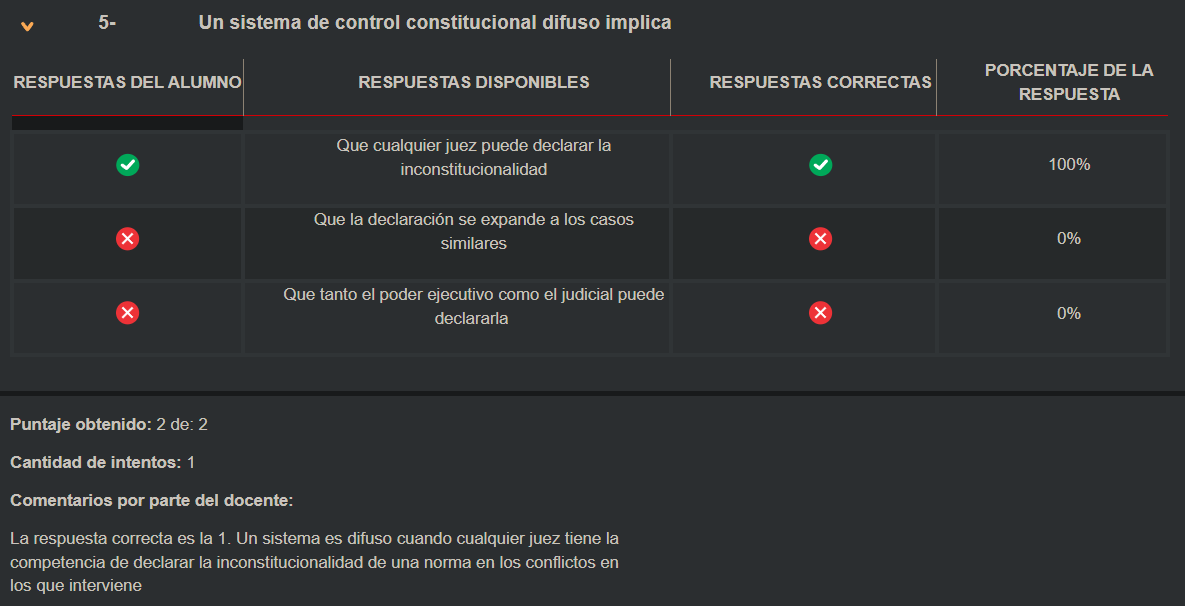 5- Un sistema de control constitucional difuso implica
RESPUESTAS DEL ALUMNO RESPUESTAS DISPONIBLES RESPUESTAS CORRECTAS PORCENTAJE DE LA
RESPUESTA
Que cualquier juez puede declarar la
inconstitucionalidad
100%
Que la declaración se expande a los casos
similares
0%
Que tanto el poder ejecutivo como el judicial puede
declararla
0%
Puntaje obtenido: 2 de: 2
Cantidad de intentos: 1
Comentarios por parte del docente:
La respuesta correcta es la 1. Un sistema es difuso cuando cualquier juez tiene la
competencia de declarar la inconstitucionalidad de una norma en los conflictos en
los que interviene